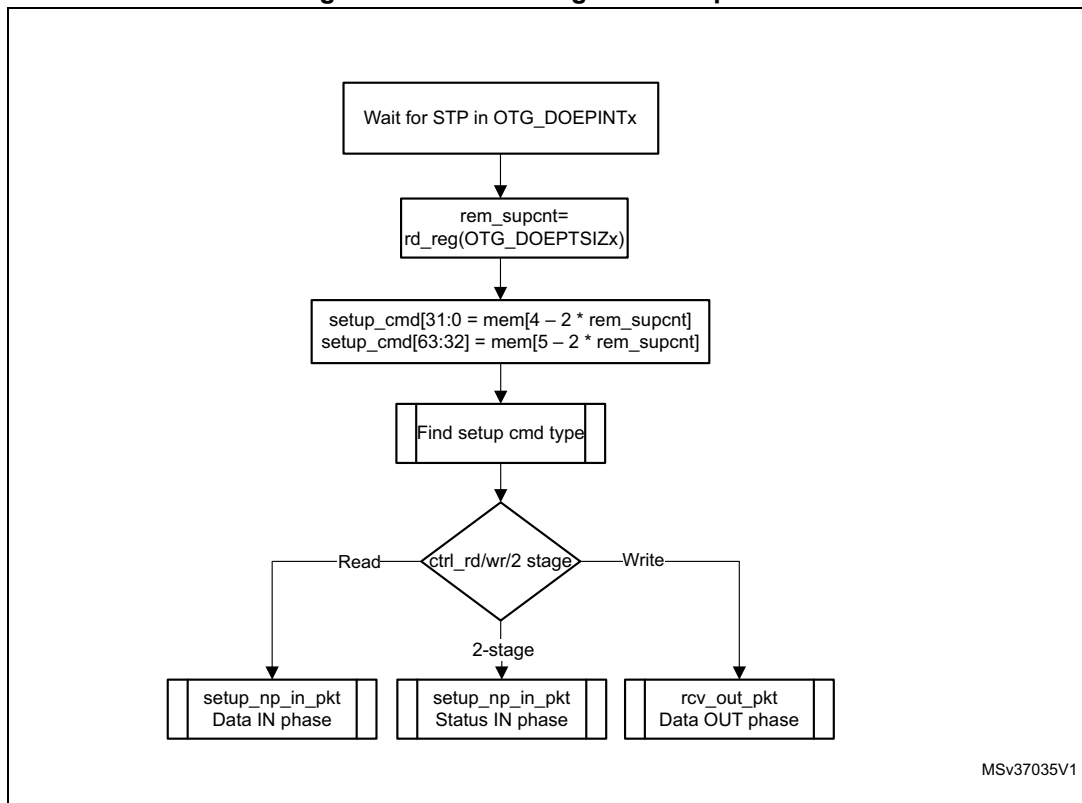 Wait for STP in OTG_DOEPINTx
rem_supcnt=
rd_reg(OTG_DOEPTSIZx)
setup_cmd[31:0 = mem[4 – 2 * rem_supcnt]
setup_cmd[63:32] = mem[5 – 2 * rem_supcnt]
Find setup cmd type
ctrl_rd/wr/2 stage
Read
Write
2-stage
setup_np_in_pkt
Data IN phase
setup_np_in_pkt
Status IN phase
rcv_out_pkt
Data OUT phase
MSv37035V1